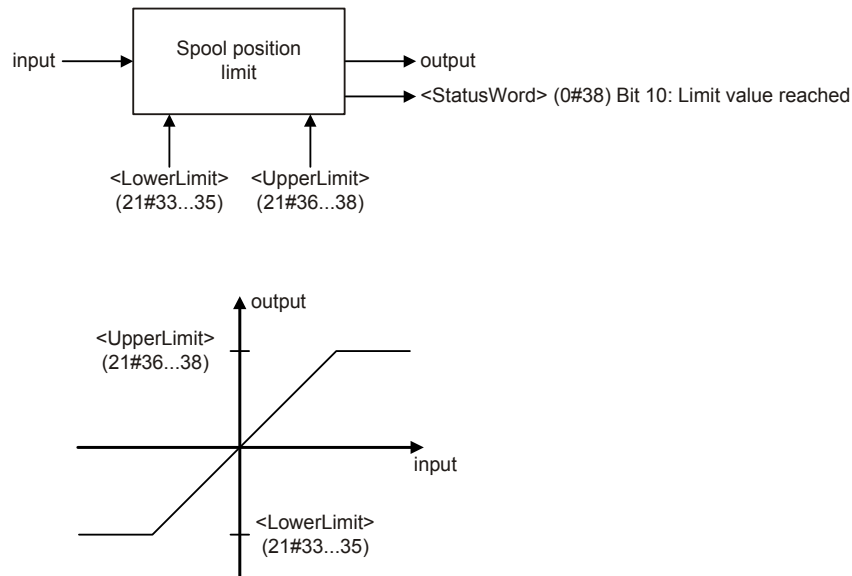 Spool position
limit
input
output
<StatusWord> (0#38) Bit 10: Limit value reached
<LowerLimit>
(21#33...35)
<UpperLimit>
(21#36...38)
output
<UpperLimit>
(21#36...38)
input
<LowerLimit>
(21#33...35)